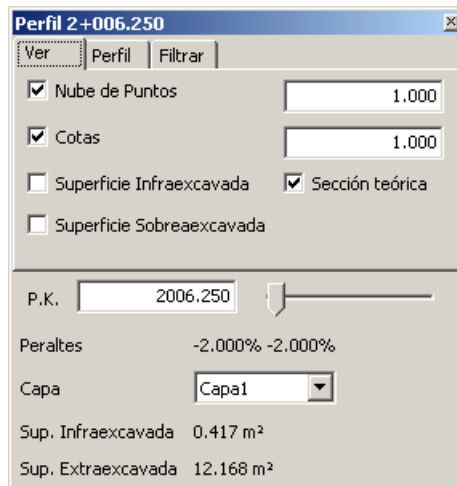 Perfil 2+006.250
Ver Perfil Filtrar
Nube de Puntos 1.000
Cotas 1.000
Superficie Infraexcavada Sección teórica
Superficie Sobreaexcavada
P.K. 2006.250
Peraltes -2.000% -2.000%
Capa Capa1
Sup. Infraexcavada 0.417 m²
Sup. Extraexcavada 12.168 m²